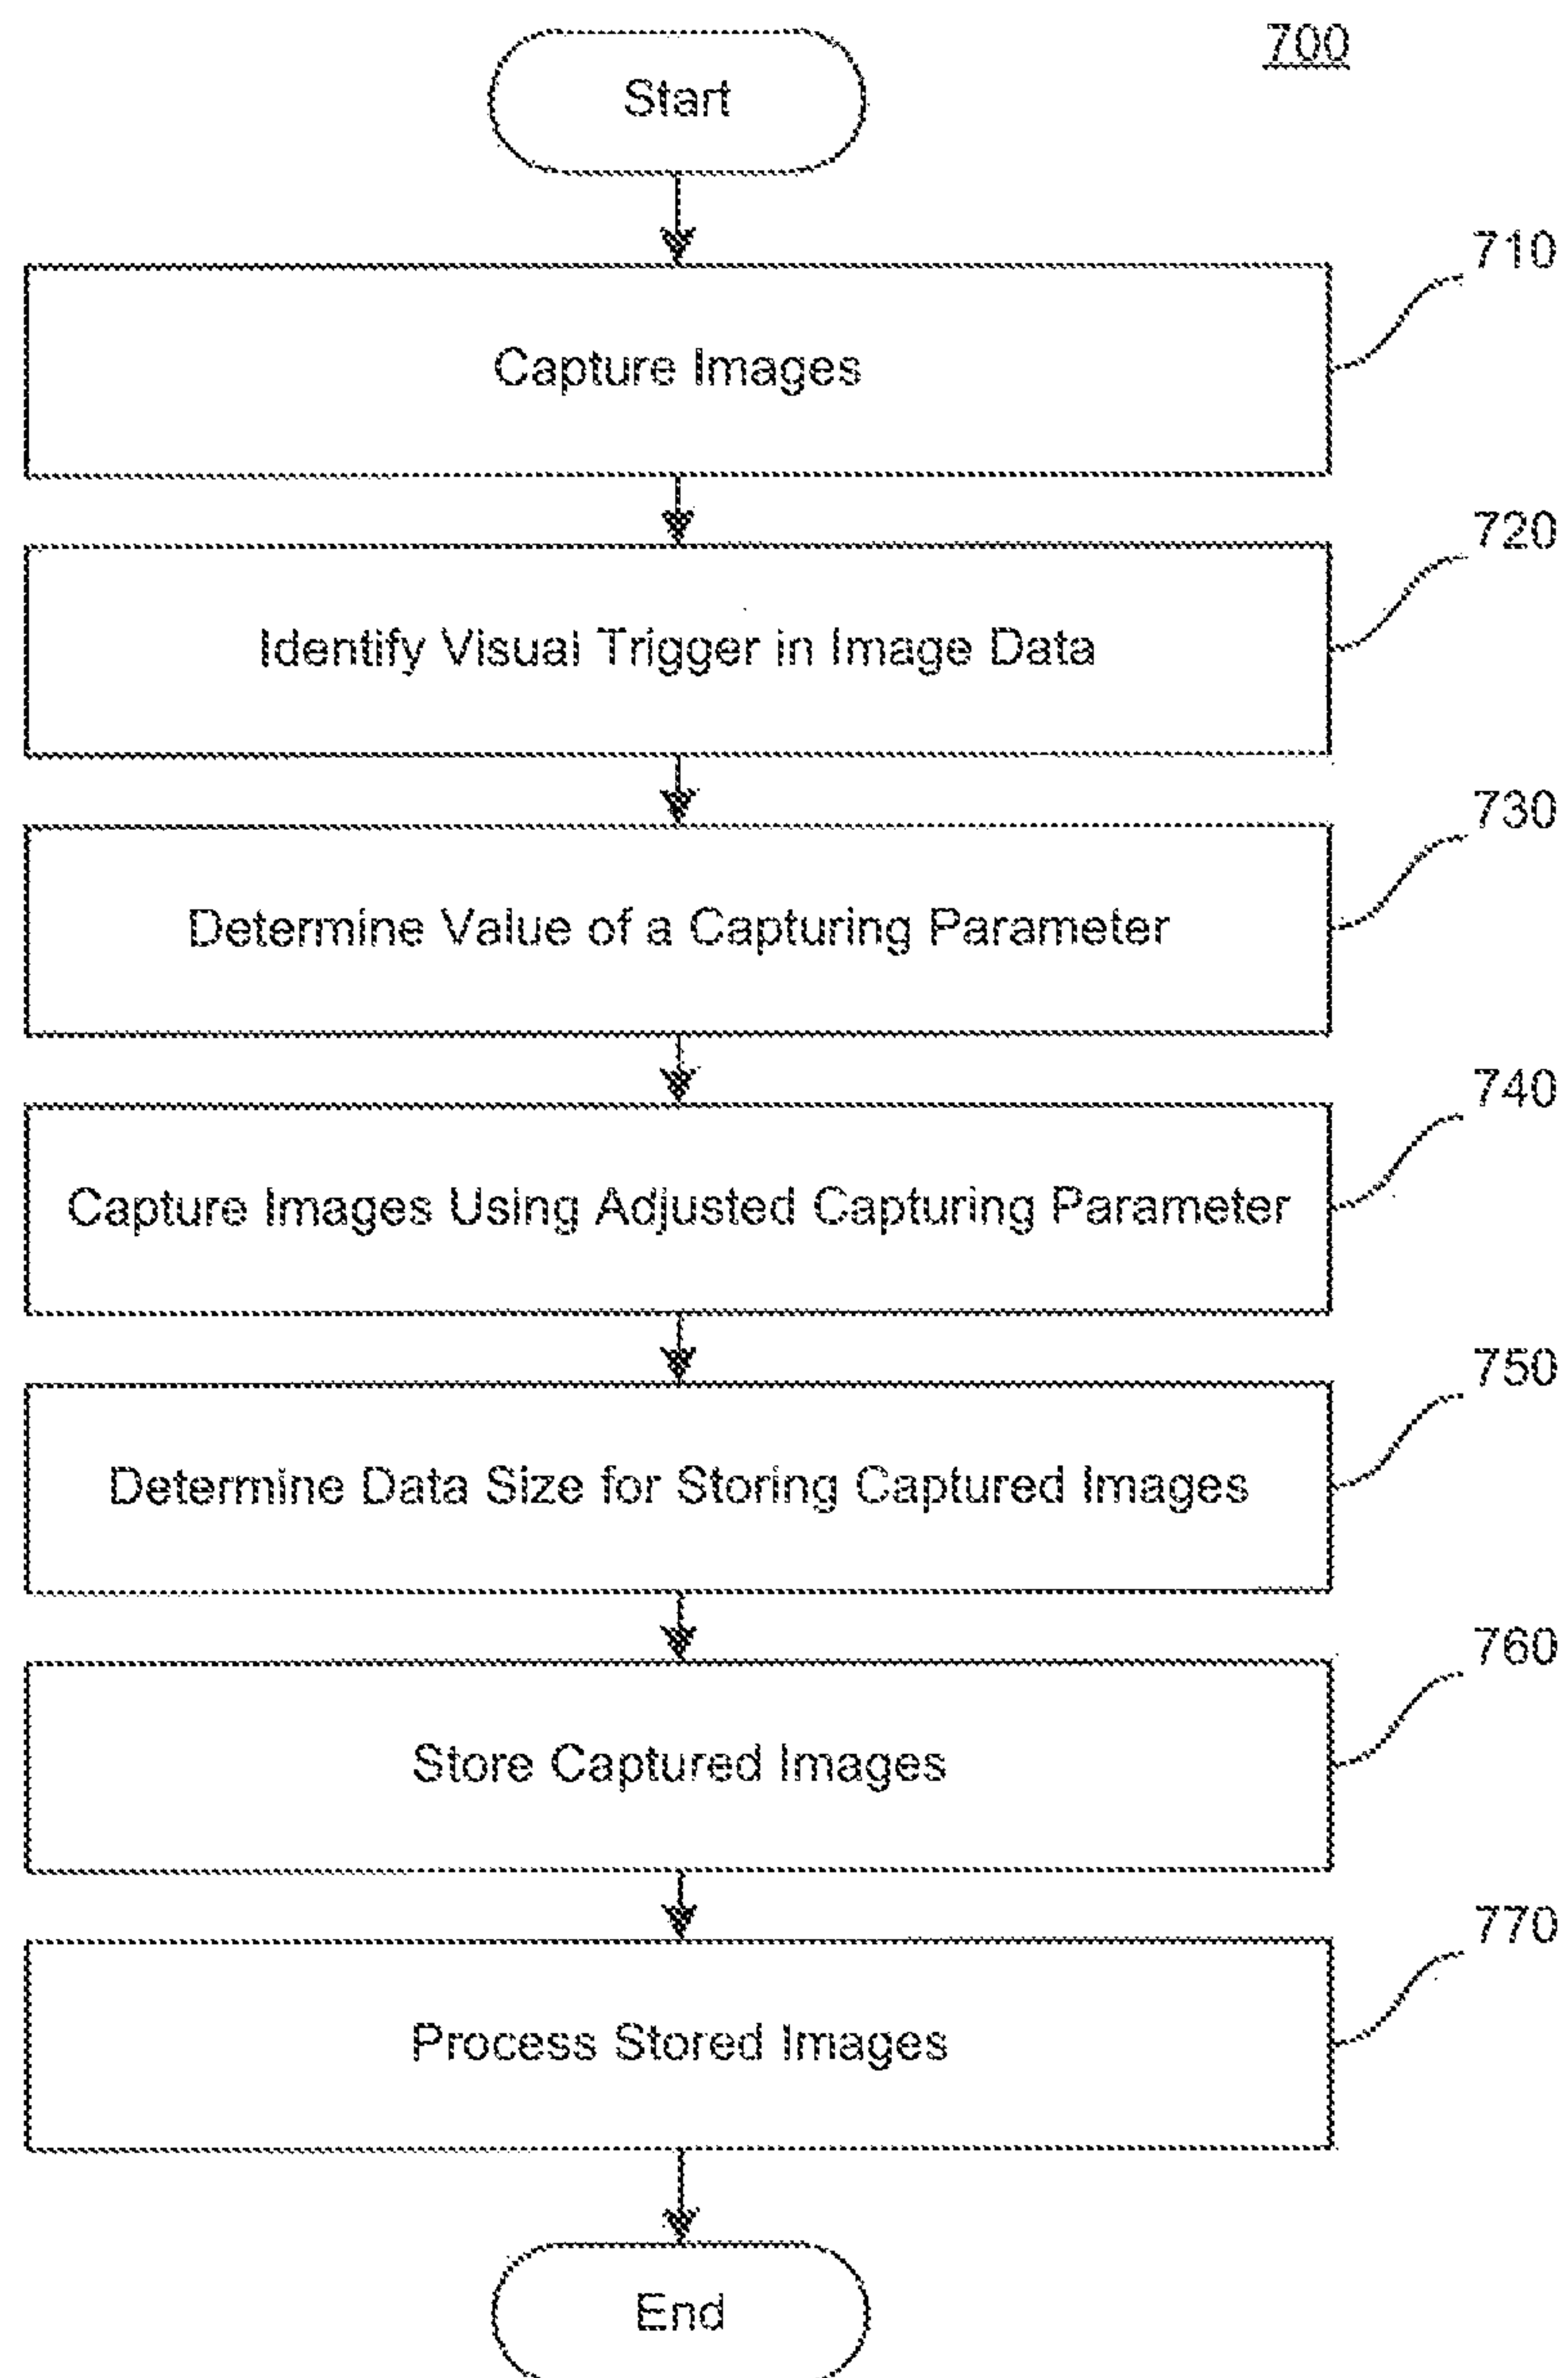 700
Start
710
Capture Images
720
Identify Visual Trigger in Image Data
730
Determine Value of a Capturing Parameter
740
Capture Images Using Adjusted Capturing Parameter
750
Determine Data Size for Storing Captured Images
760
Store Captured Images
770
Process Stored Images
End